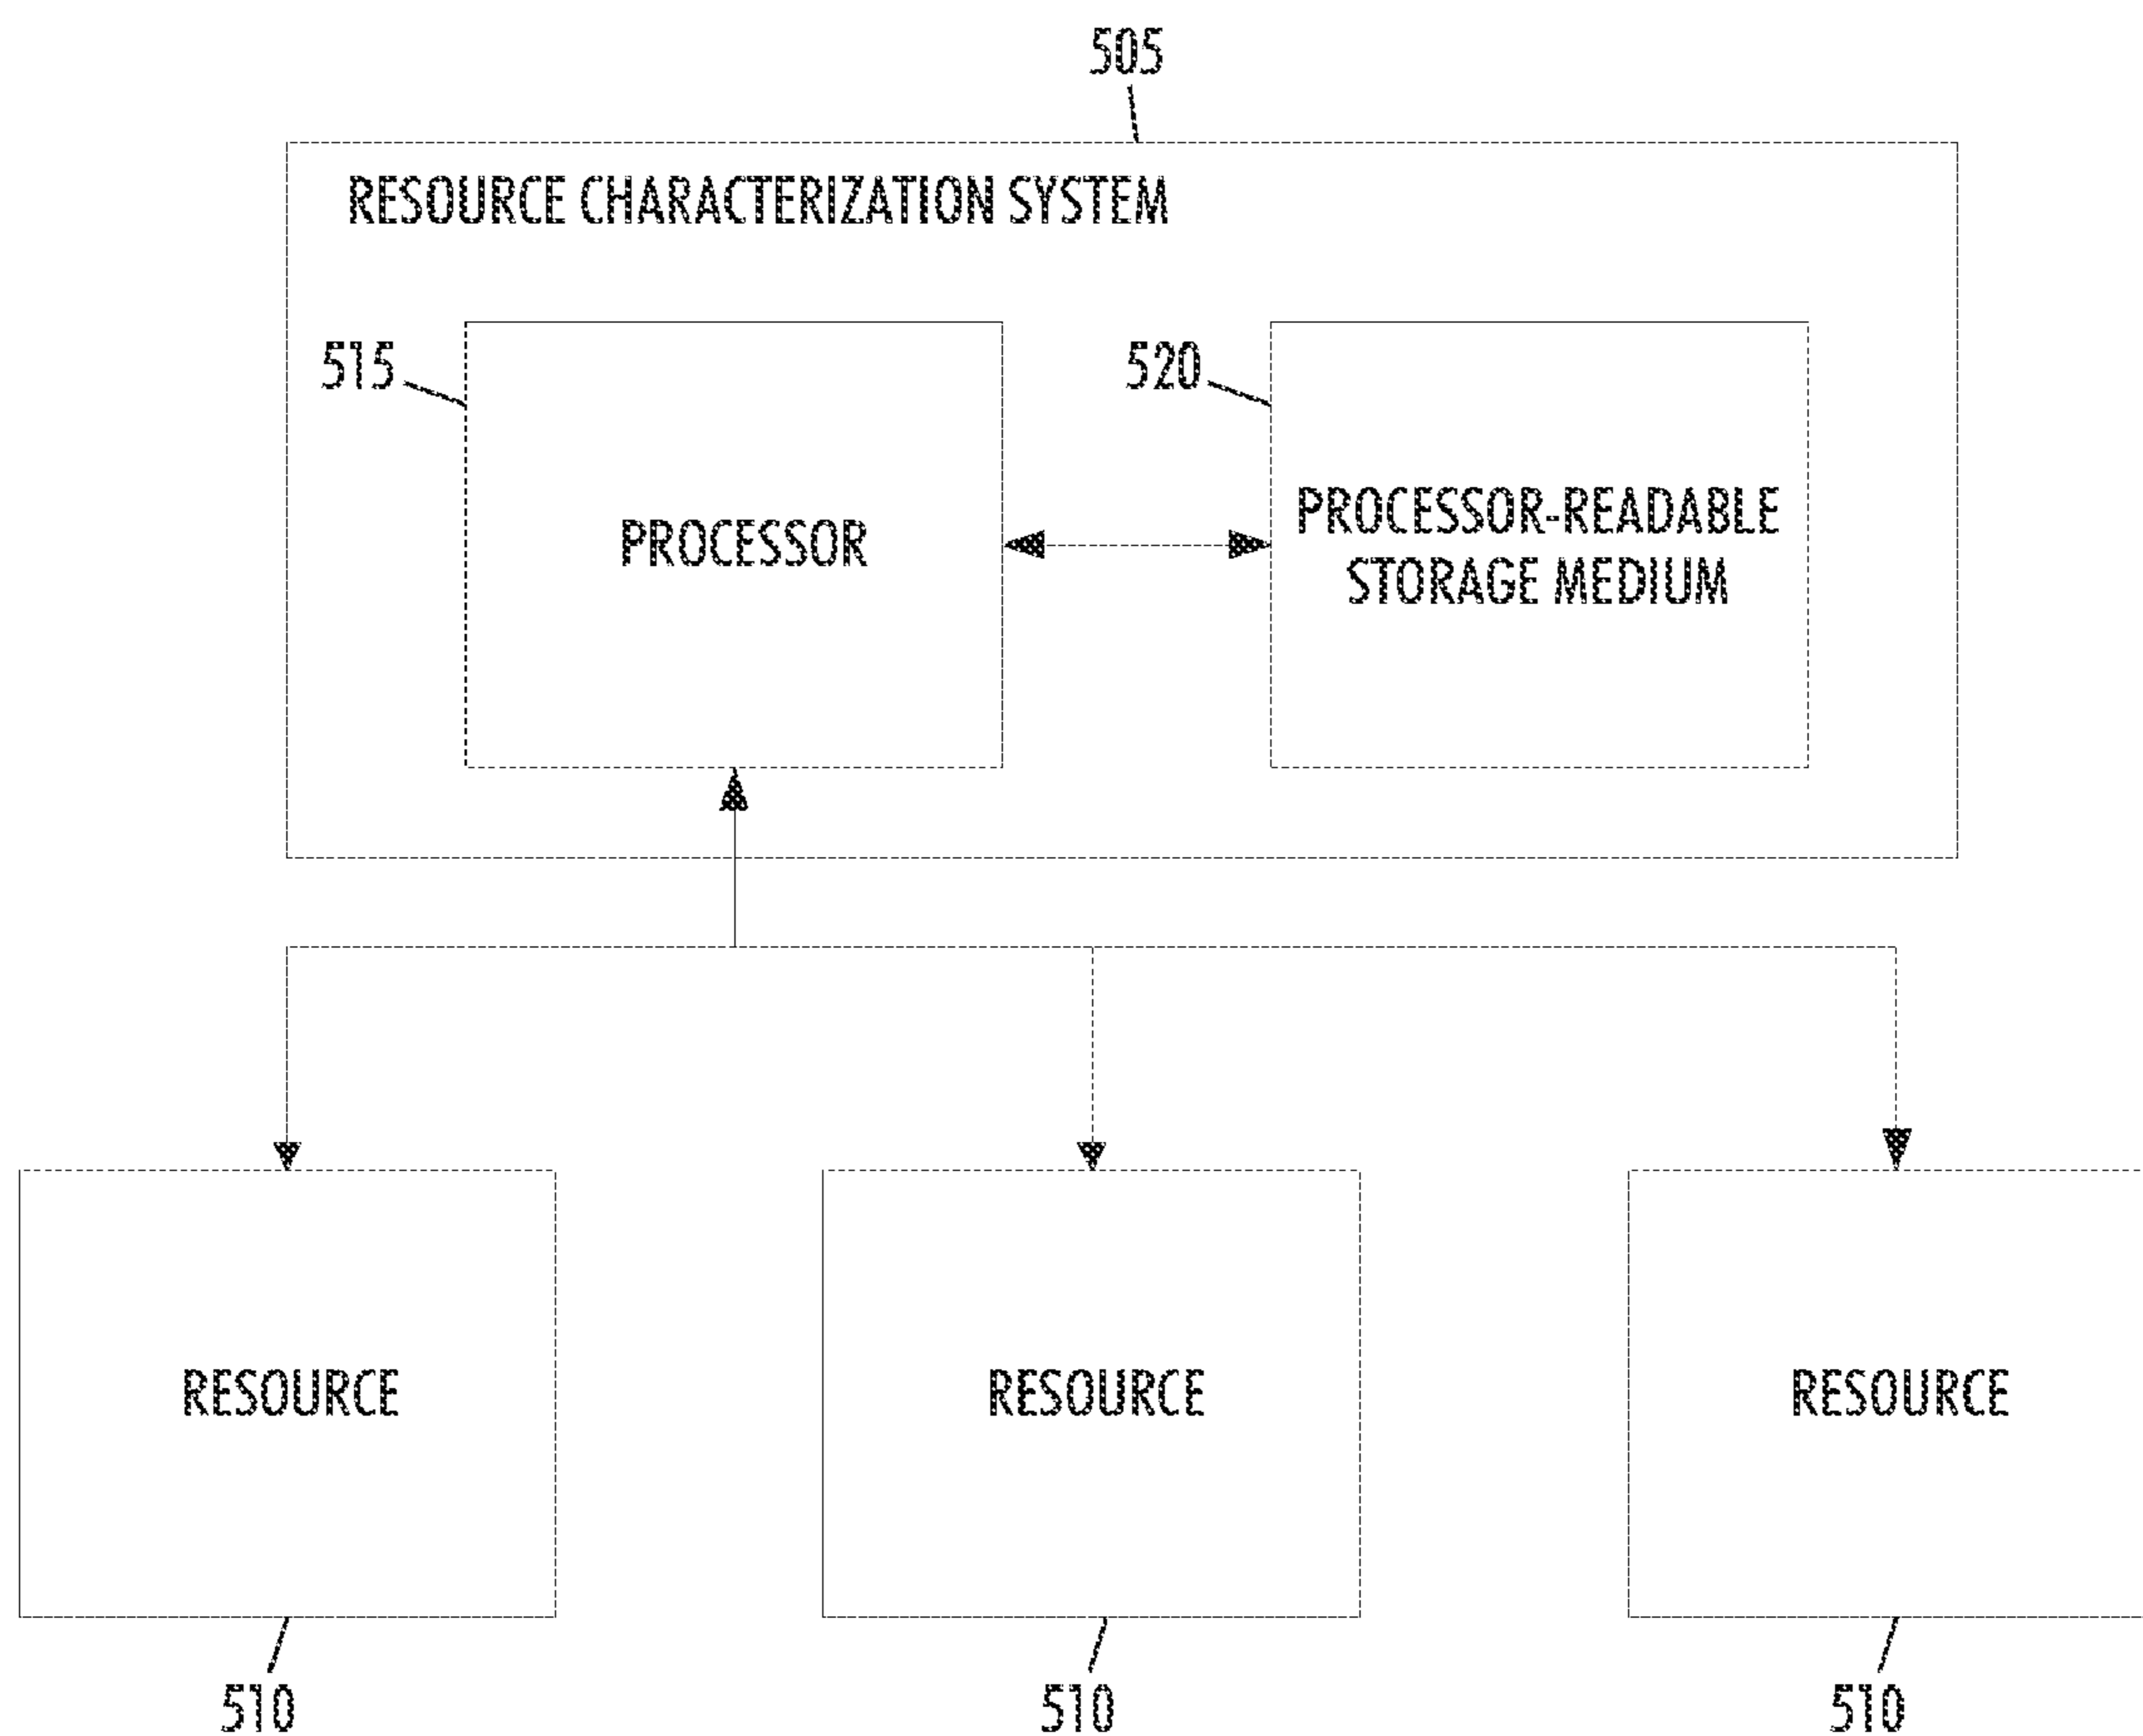 505
RESOURCE CHARACTERIZATION SYSTEM
515
520
PROCESSOR
PROCESSOR-READABLE
STORAGE MEDIUM
RESOURCE
RESOURCE
RESOURCE
510
510
510